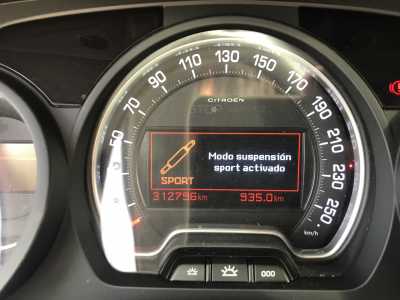 50 70 90 110 130 150 170 190 210 230 250
CITROËN
Modo suspensión
sport activado
SPORT
312796km 935.0km
km/h
000